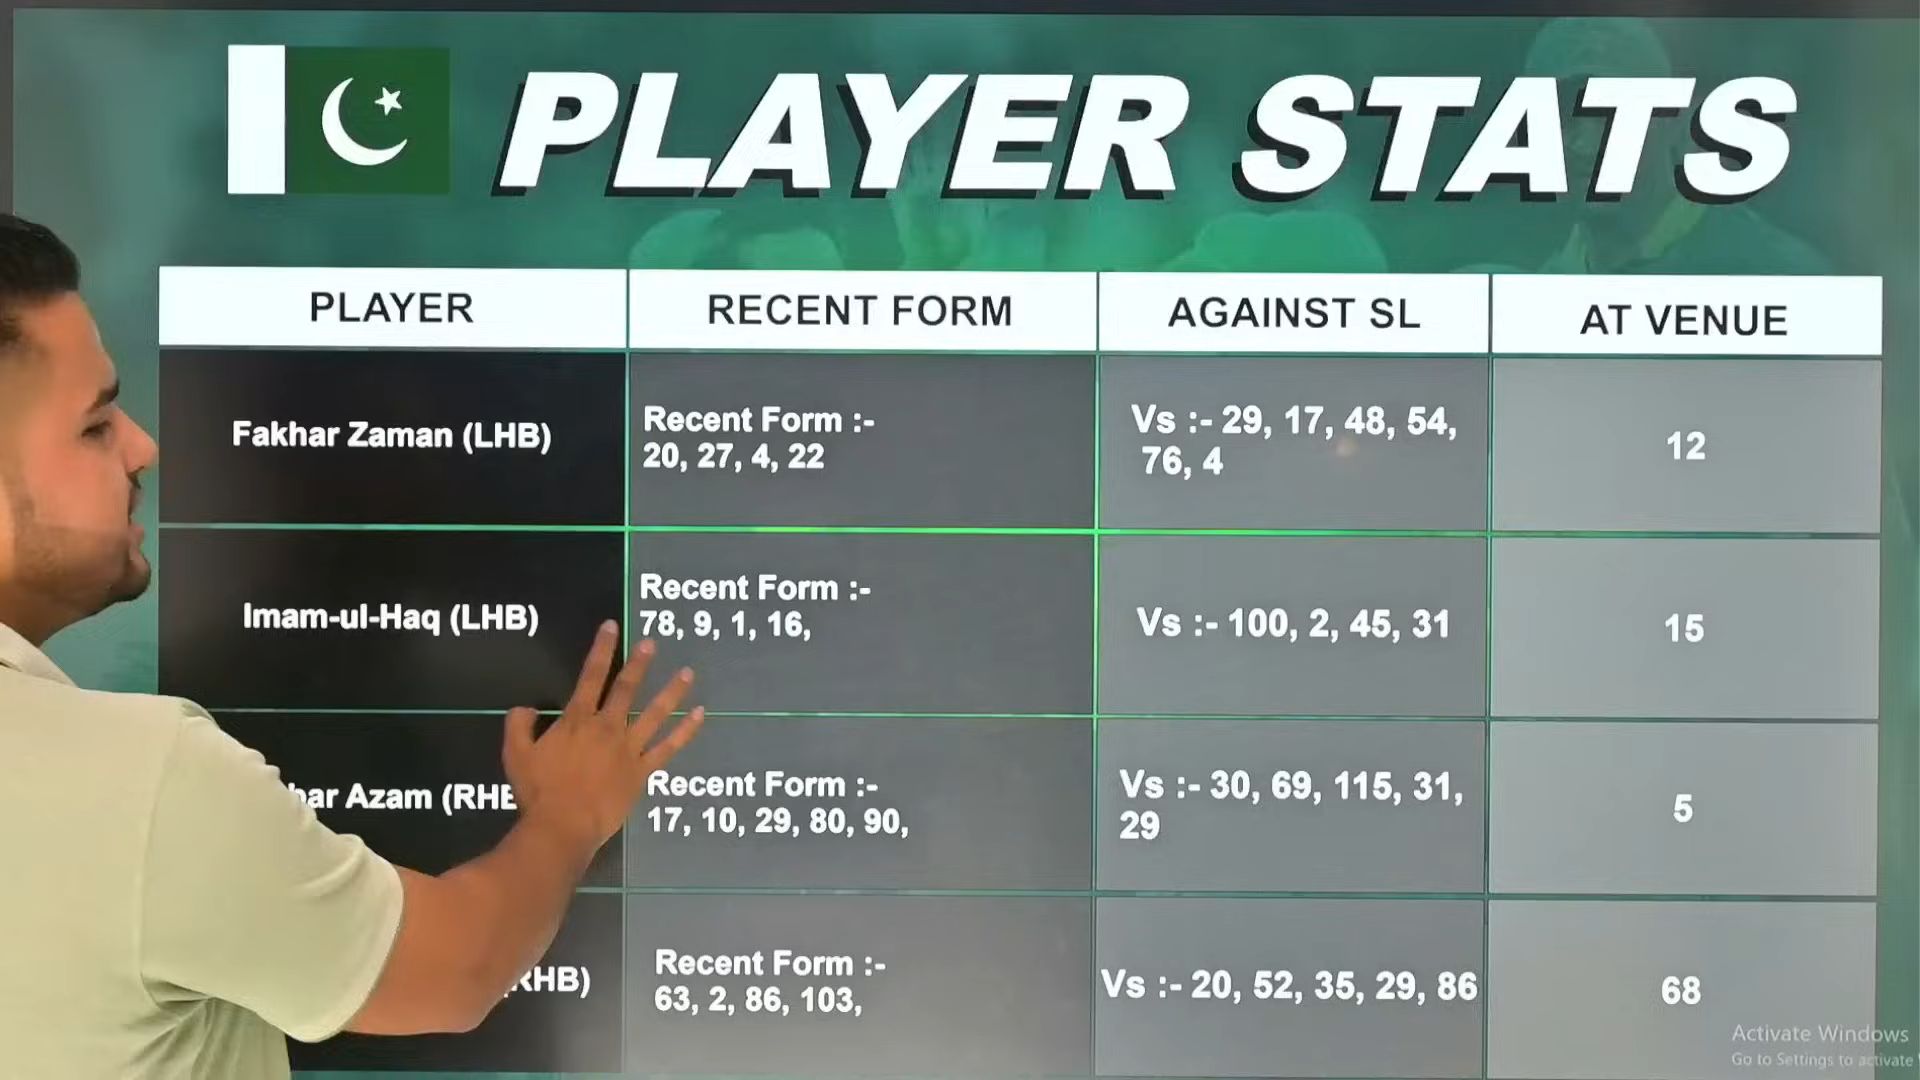 PLAYER STATS
PLAYER
RECENT FORM
AGAINST SL
AT VENUE
Fakhar Zaman (LHB)
Recent Form :-
20, 27, 4, 22
Vs :- 29, 17, 48, 54,
76, 4
12
Imam-ul-Haq (LHB)
Recent Form :-
78, 9, 1, 16,
Vs :- 100, 2, 45, 31
15
Azam
Recent Form :-
17, 10, 29, 80, 90,
Vs :- 30, 69, 115, 31,
29
5
RHB)
Recent Form :-
63, 2, 86, 103,
Vs :- 20, 52, 35, 29, 86
68
Activate Windows
Go to Settings to activate